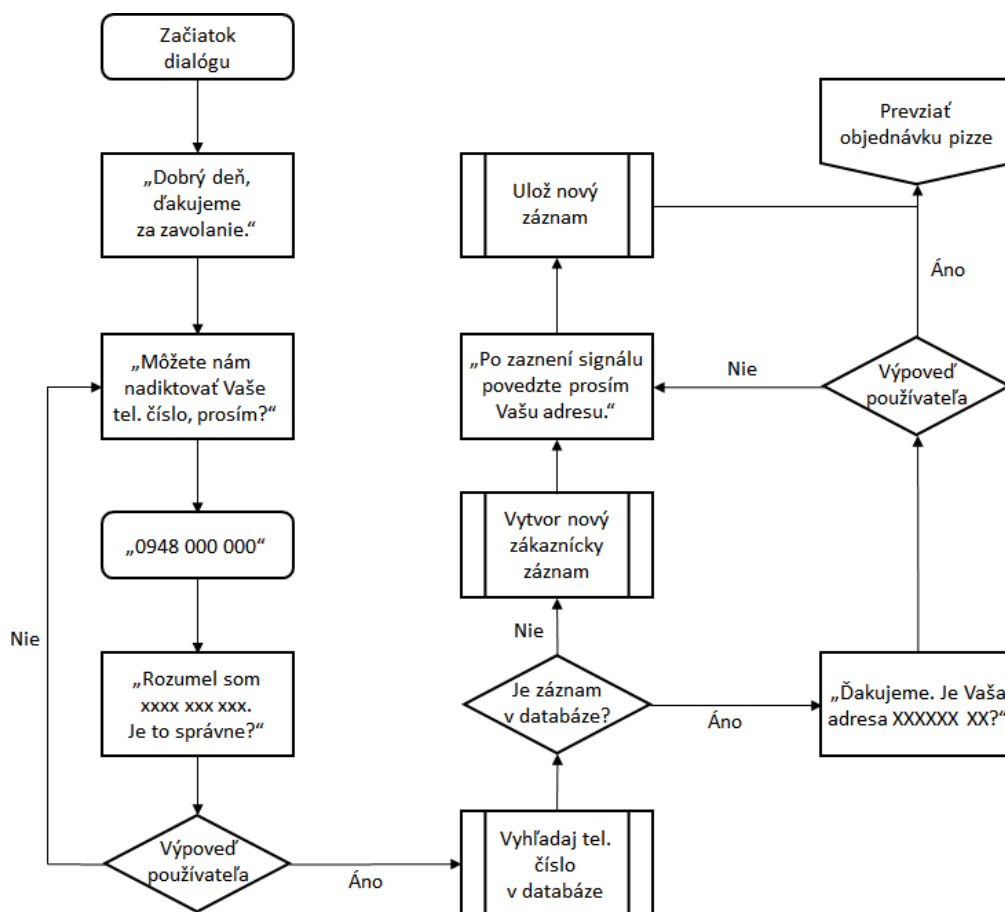 Začiatok
dialógu
„Dobrý deň,
ďakujeme
za zavolanie.“
„Môžete nám
nadiktovať Vaše
tel. číslo, prosím?“
„0948 000 000“
Nie
„Rozumel som
xxxx xxx xxx.
Je to správne?“
Výpoveď
používateľa
Áno
Vyhľadaj tel.
číslo
v databáze
Je záznam
v databáze?
Nie
Áno
Vytvor nový
zákaznícky
záznam
„Po zaznení signálu
povedzte prosím
Vašu adresu.“
Ulož nový
záznam
„Ďakujeme. Je Vaša
adresa XXXXXX XX?“
Výpoveď
používateľa
Nie
Áno
Prevziať
objednávku pizze